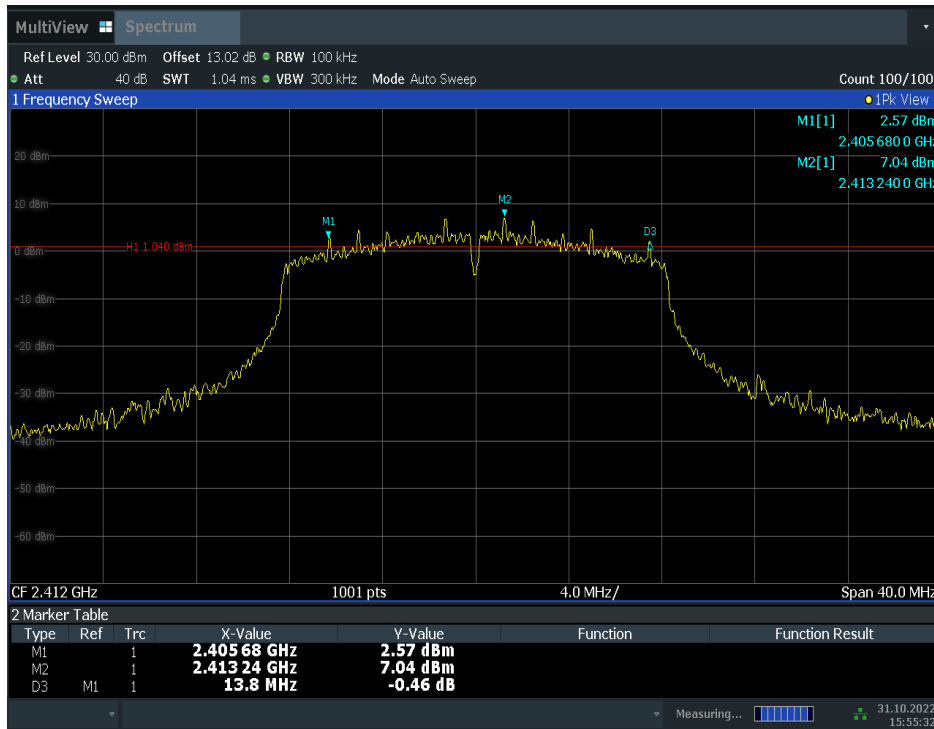 MultiView Spectrum
Ref Level 30.00 dBm Offset 13.02 dB RBW 100 kHz
Att 40 dB SWT 1.04 ms VBW 300 kHz Mode Auto Sweep Count 100/100
1 Frequency Sweep 1Pk View
M1[1] 2.57 dBm
2.405 680 0 GHz
M2[1] 7.04 dBm
2.413 240 0 GHz
20 dBm
10 dBm
M2
M1
D3
H1 1.040 dBm
0 dBm
-10 dBm
-20 dBm
-30 dBm
-40 dBm
-50 dBm
-60 dBm
CF 2.412 GHz 1001 pts 4.0 MHz/ Span 40.0 MHz
2 Marker Table
Type Ref Trc X-Value Y-Value Function Function Result
M1 1 2.405 68 GHz 2.57 dBm
M2 1 2.413 24 GHz 7.04 dBm
D3 M1 1 13.8 MHz -0.46 dB
Measuring... 31.10.2022
15:55:32